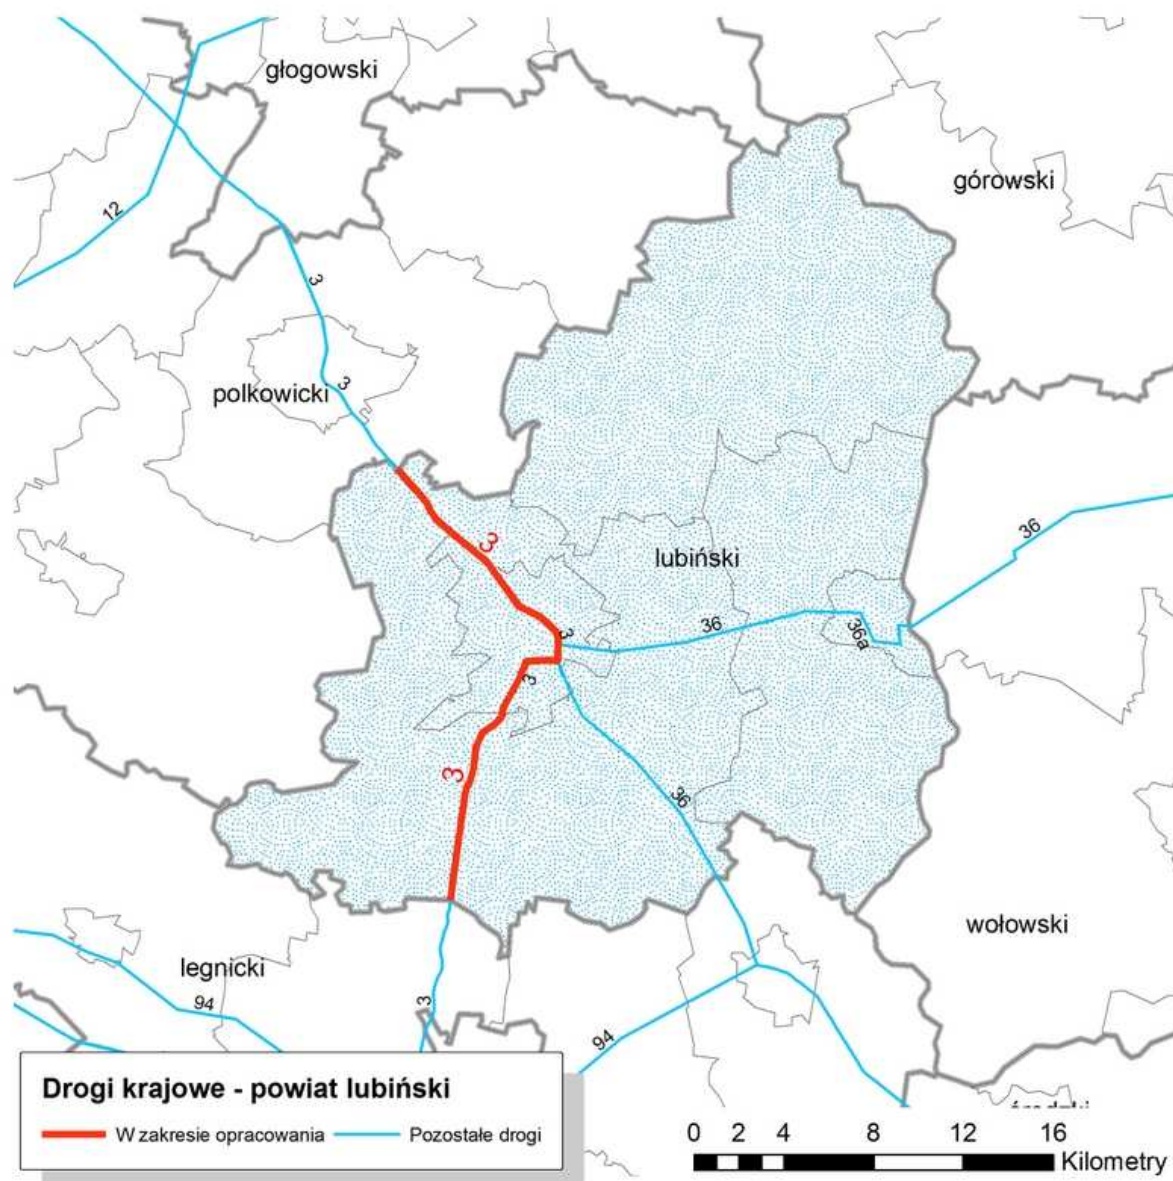 głogowski
górowski
12
3
3
polkowicki
3
36
lubiński
3
36
36a
3
3
36
wołowski
legnicki
94
3
94
Drogi krajowe - powiat lubiński
W zakresie opracowania
Pozostałe drogi
0 2 4 8 12 16
Kilometry